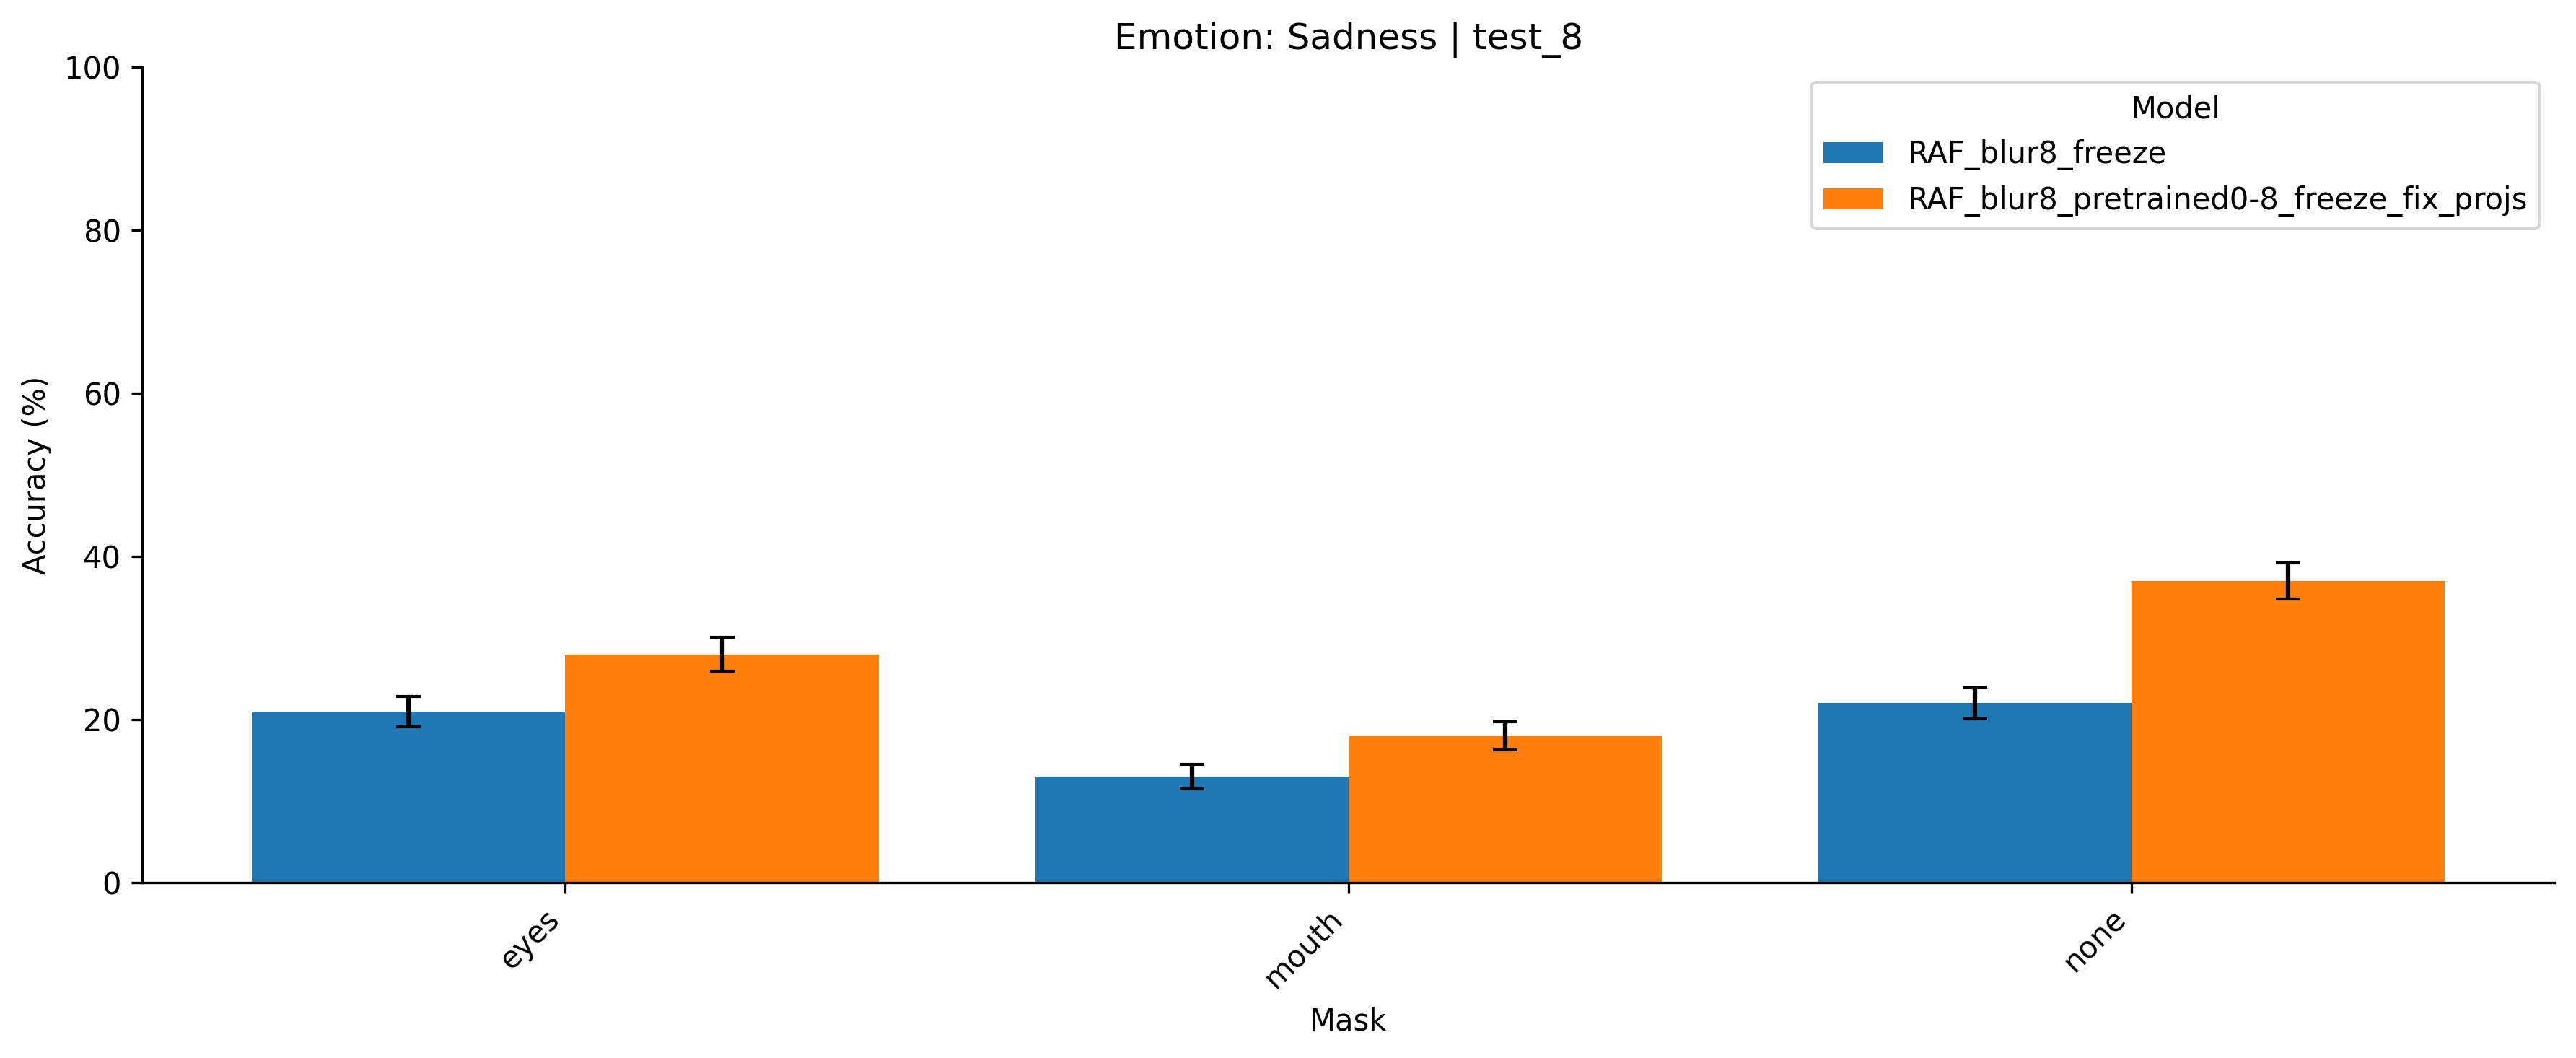 Emotion: Sadness | test_8
100
80
60
40
20
0
Accuracy (%)
Model
RAF_blur8_freeze
RAF_blur8_pretrained0-8_freeze_fix_projs
eyes
mouth
none
Mask